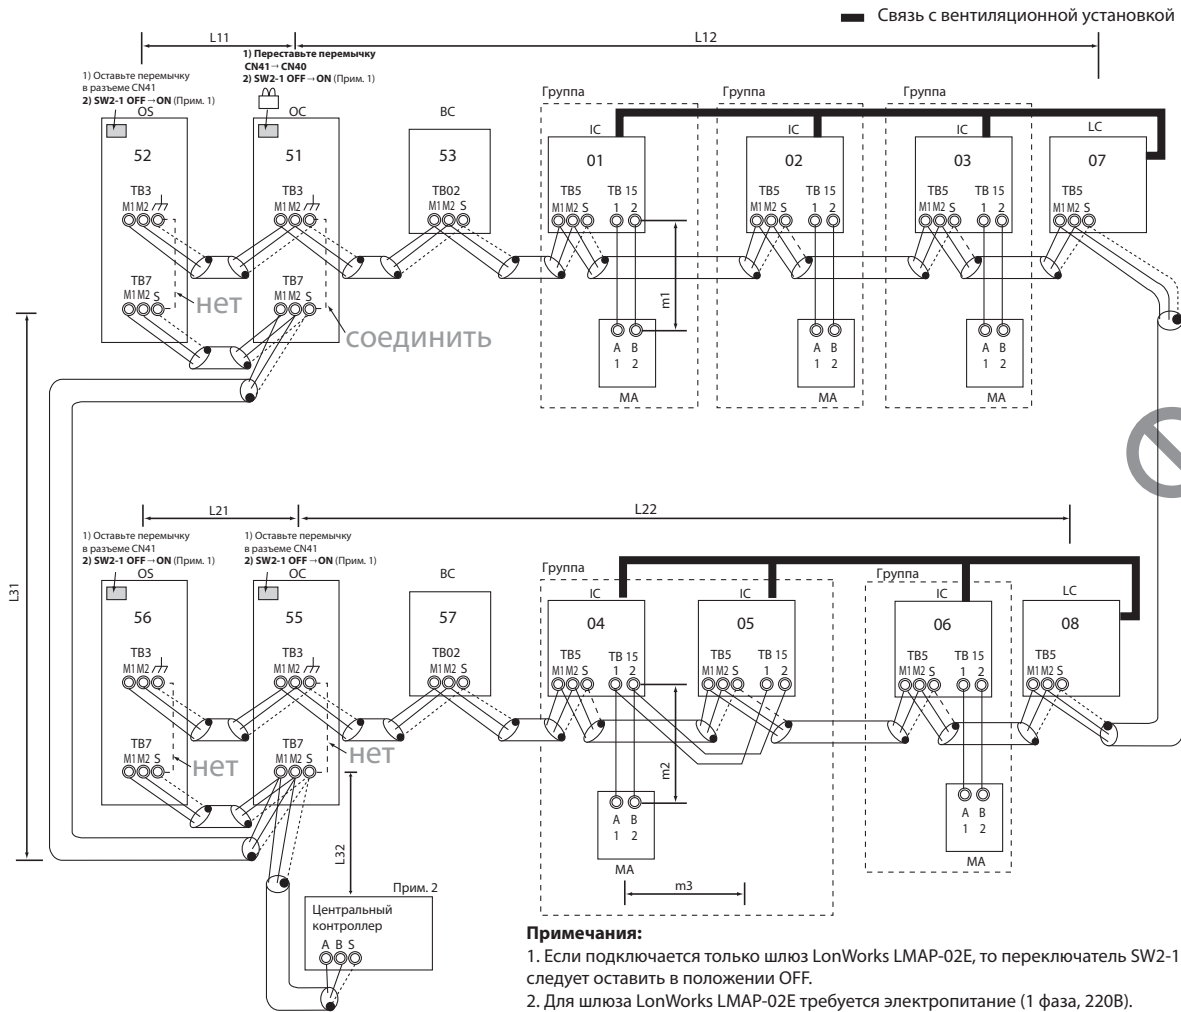 Связь с вентиляционной установкой
L11
L12
1) Оставьте перемычку
в разъеме CN41
2) SW2-1 OFF→ON (Прим. 1)
1) Переставьте перемычку
CN41→CN40
2) SW2-1 OFF→ON (Прим. 1)
OS
OC
BC
Группа
Группа
Группа
IC
IC
IC
LC
52
51
53
01
02
03
07
TB3
M1 M2
TB3
M1 M2
TB02
M1 M2 S
TB5
M1 M2 S
TB 15
1 2
TB5
M1 M2 S
TB 15
1 2
TB5
M1 M2 S
TB 15
1 2
TB5
M1 M2 S
TB7
M1 M2 S
TB7
M1 M2 S
нет
соединить
m1
A B
1 2
MA
A B
1 2
MA
A B
1 2
MA
L31
L21
L22
1) Оставьте перемычку
в разъеме CN41
2) SW2-1 OFF→ON (Прим. 1)
1) Оставьте перемычку
в разъеме CN41
2) SW2-1 OFF→ON (Прим. 1)
OS
OC
BC
Группа
Группа
IC
IC
IC
LC
56
55
57
04
05
06
08
TB3
M1 M2
TB3
M1 M2
TB02
M1 M2 S
TB5
M1 M2 S
TB 15
1 2
TB5
M1 M2 S
TB 15
1 2
TB5
M1 M2 S
TB 15
1 2
TB5
M1 M2 S
TB7
M1 M2 S
TB7
M1 M2 S
нет
нет
m2
A B
1 2
MA
A B
1 2
MA
L32
m3
Прим. 2
Центральный
контроллер
A B S
Примечания:
1. Если подключается только шлюз LonWorks LMAP-02E, то переключатель SW2-1
следует оставить в положении OFF.
2. Для шлюза LonWorks LMAP-02E требуется электропитание (1 фаза, 220В).